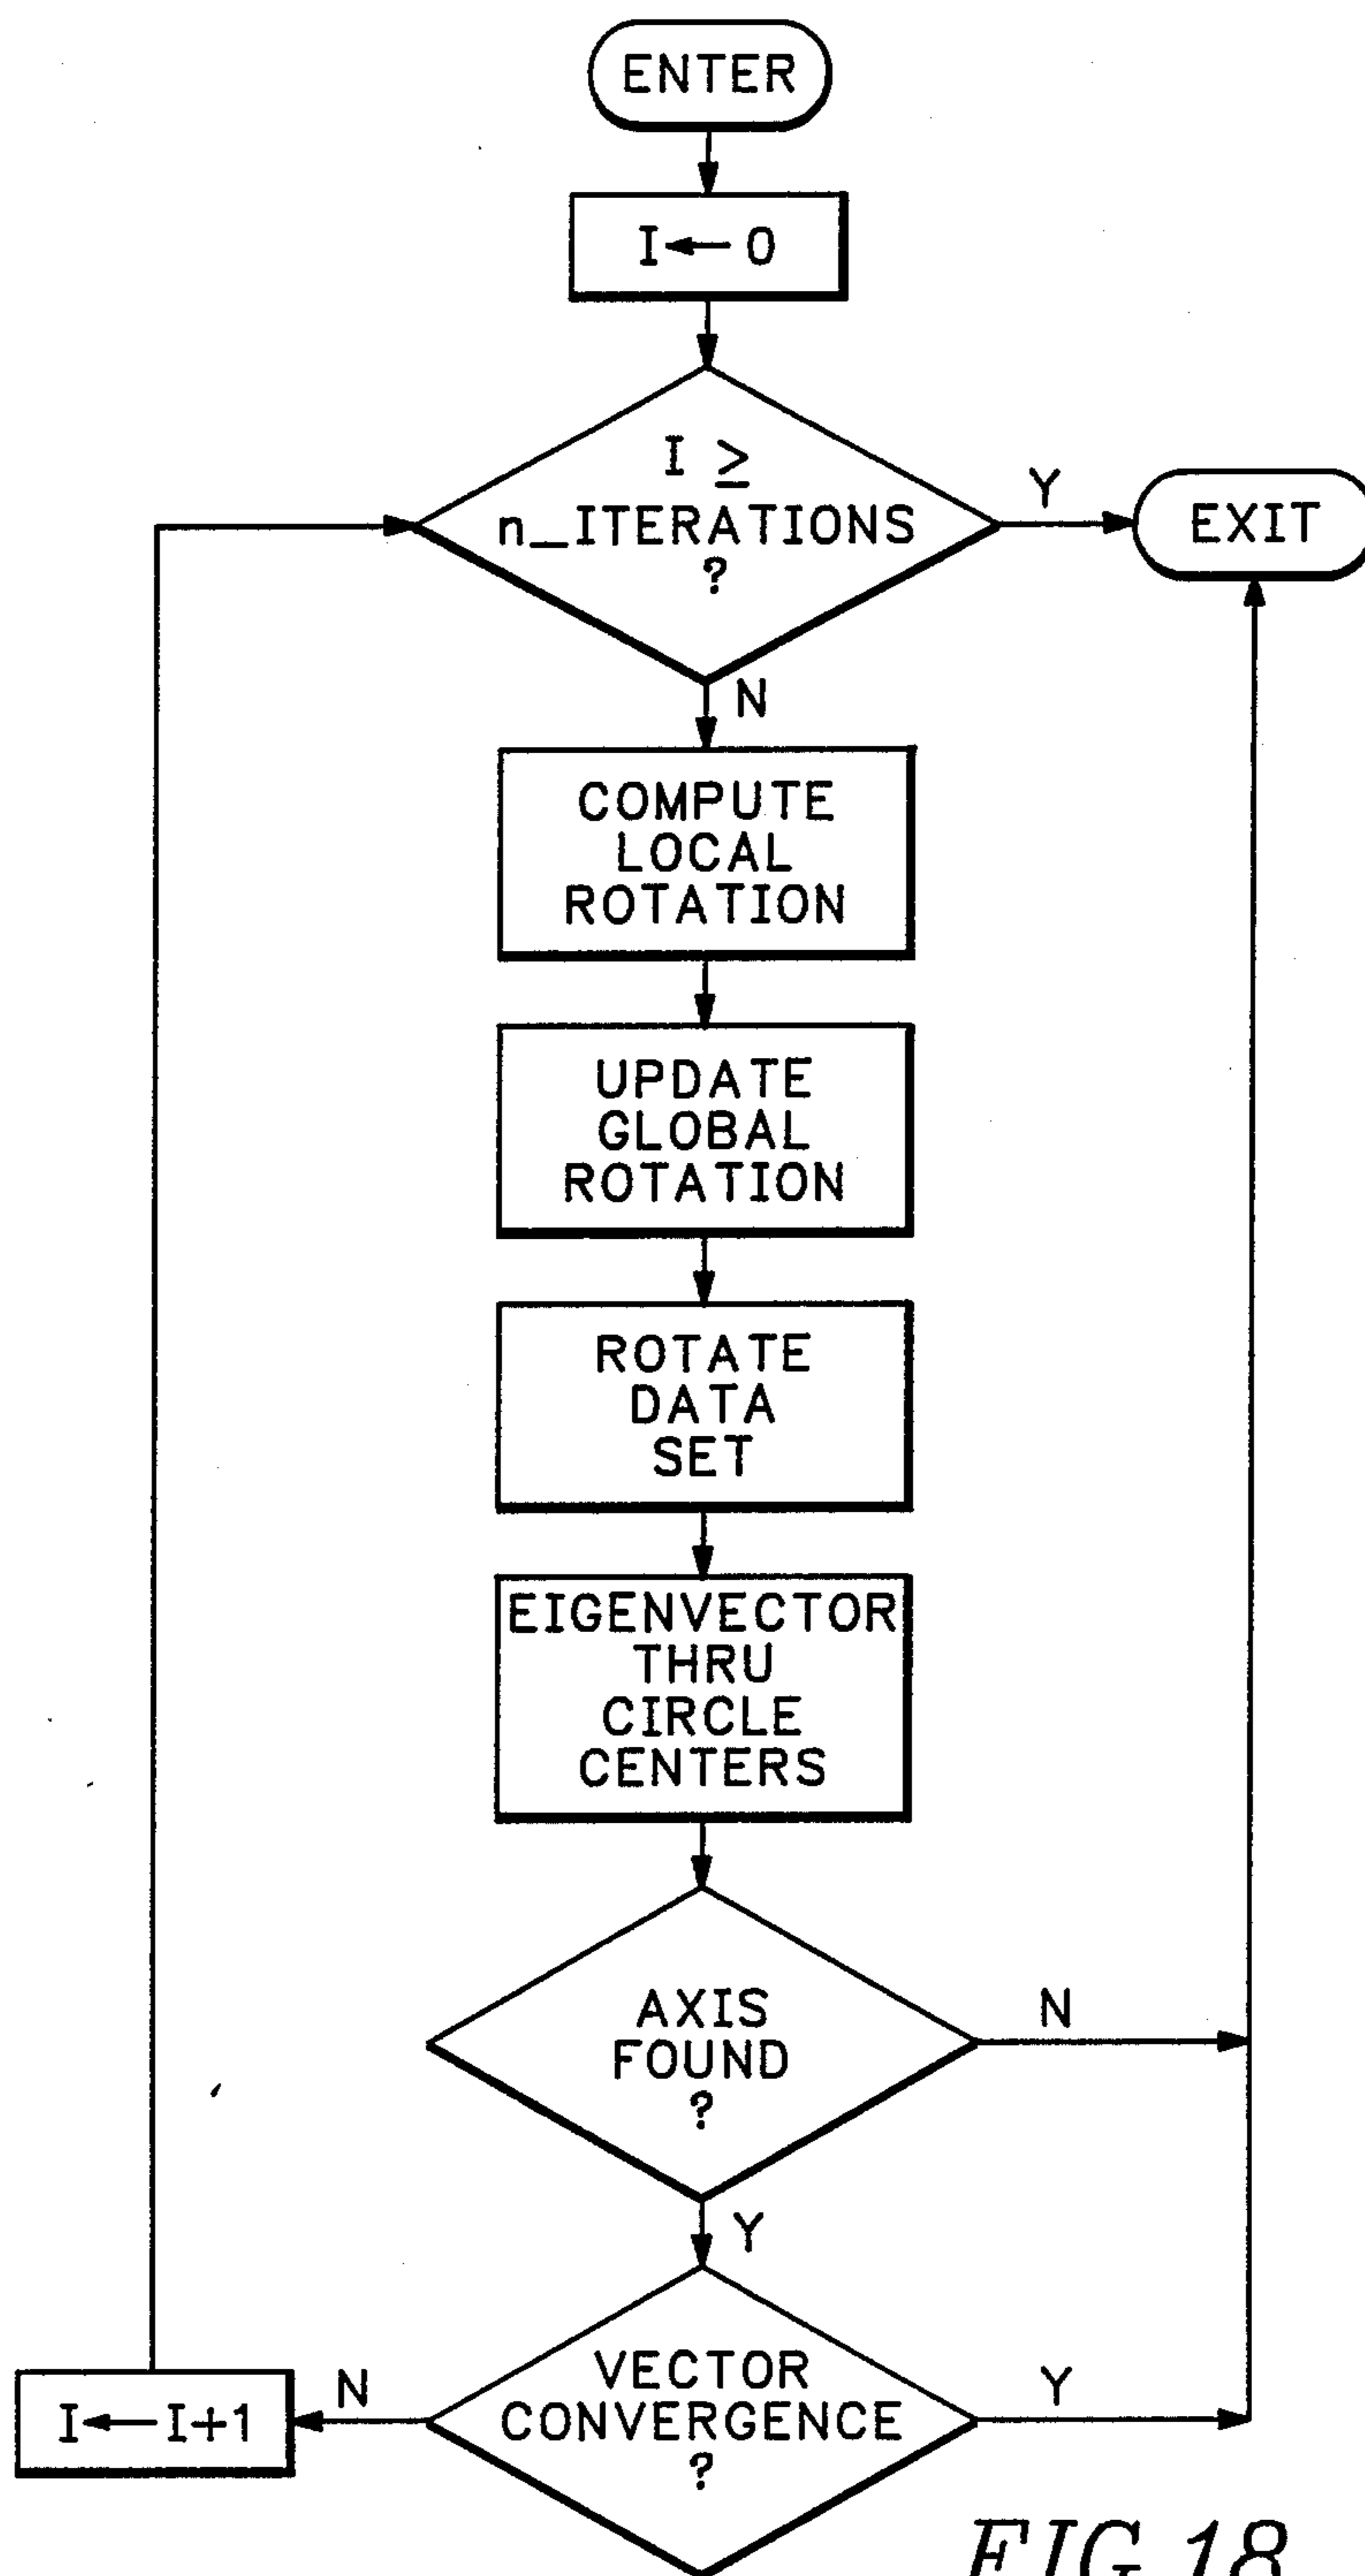 ENTER
I ← 0
I ≥
n_ITERATIONS
?
Y
EXIT
N
COMPUTE
LOCAL
ROTATION
UPDATE
GLOBAL
ROTATION
ROTATE
DATA
SET
EIGENVECTOR
THRU
CIRCLE
CENTERS
AXIS
FOUND
?
N
Y
VECTOR
CONVERGENCE
?
Y
N
I ← I+1
FIG. 18